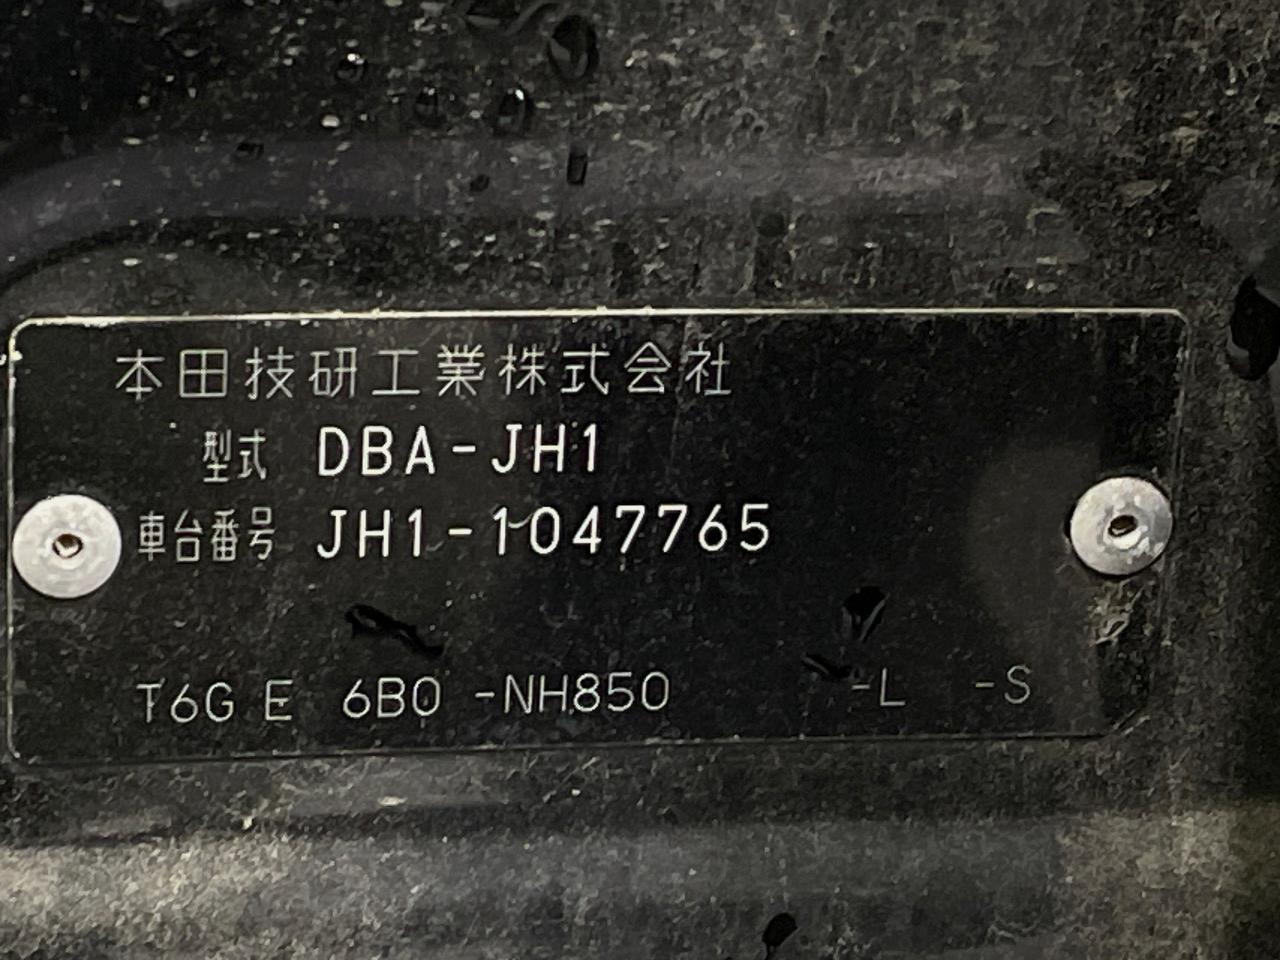 本田技研工業株式会社
型式 DBA-JH1
車台番号 JH1-1047765
T6G E 6B0 -NH850 -L -S